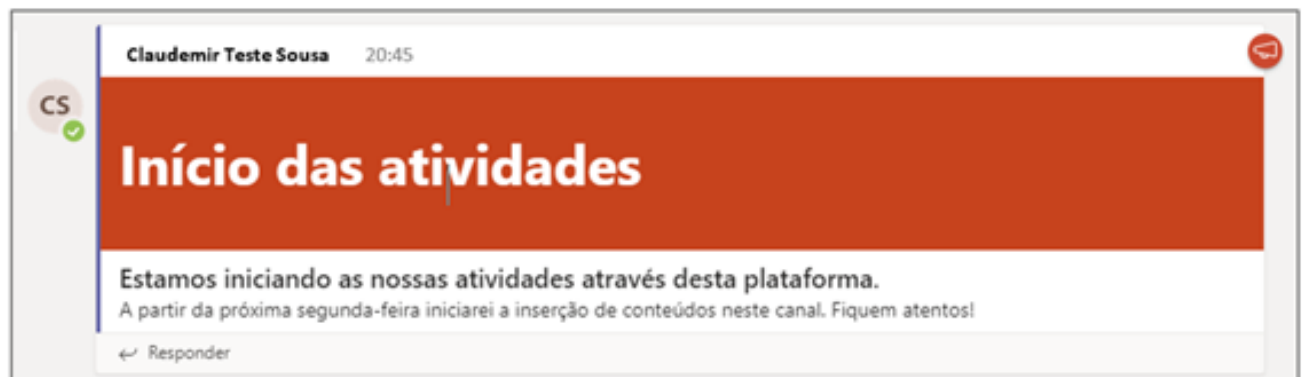 Claudemir Teste Sousa 20:45
CS
Início das atividades
Estamos iniciando as nossas atividades através desta plataforma.
A partir da próxima segunda-feira iniciarei a inserção de conteúdos neste canal. Fiquem atentos!
Responder